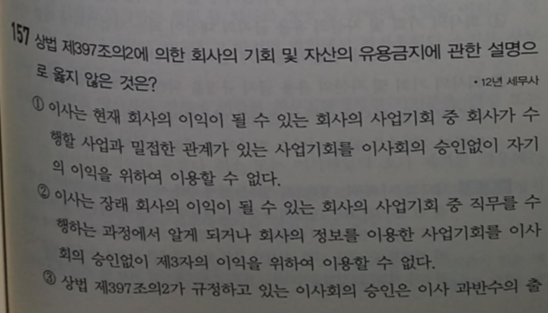 157 상법 제397조의2에 의한 회사의 기회 및 자산의 유용금지에 관한 설명으
로 옳지 않은 것은?
• 12년 세무사
① 이사는 현재 회사의 이익이 될 수 있는 회사의 사업기회 중 회사가 수
행할 사업과 밀접한 관계가 있는 사업기회를 이사회의 승인없이 자기
의 이익을 위하여 이용할 수 없다.
② 이사는 장래 회사의 이익이 될 수 있는 회사의 사업기회 중 직무를 수
행하는 과정에서 알게 되거나 회사의 정보를 이용한 사업기회를 이사
회의 승인없이 제3자의 이익을 위하여 이용할 수 없다.
③ 상법 제397조의2가 규정하고 있는 이사회의 승인은 이사 과반수의 출